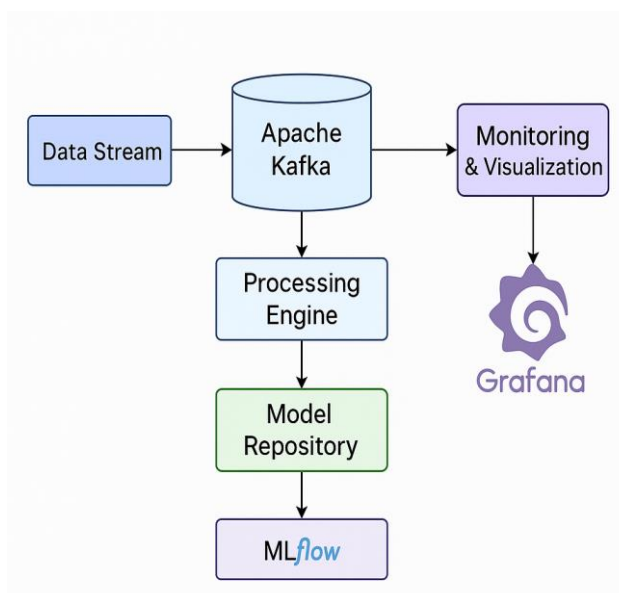 Data Stream
Apache
Kafka
Monitoring
& Visualization
Processing
Engine
Grafana
Model
Repository
MLflow